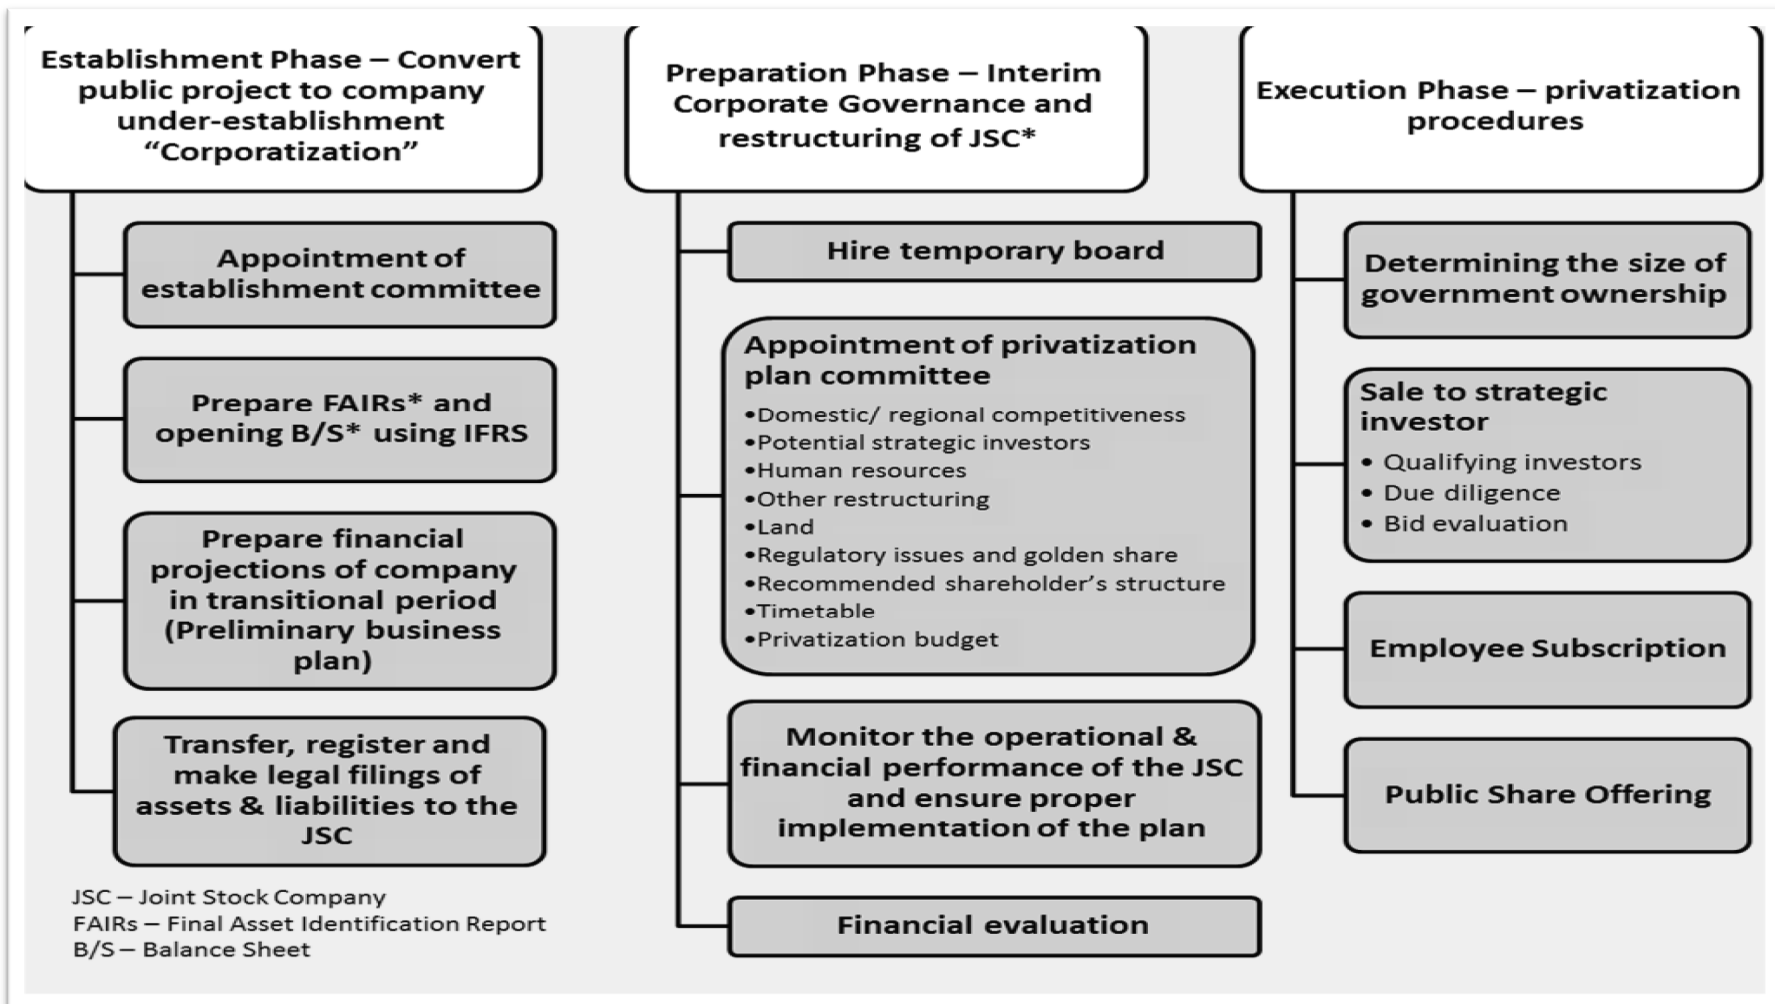 Establishment Phase – Convert
public project to company
under-establishment
“Corporatization”
Appointment of
establishment committee
Prepare FAIRs* and
opening B/S* using IFRS
Prepare financial
projections of company
in transitional period
(Preliminary business
plan)
Transfer, register and
make legal filings of
assets & liabilities to the
JSC
JSC – Joint Stock Company
FAIRs – Final Asset Identification Report
B/S – Balance Sheet
Preparation Phase – Interim
Corporate Governance and
restructuring of JSC*
Hire temporary board
Appointment of privatization
plan committee
•Domestic/ regional competitiveness
•Potential strategic investors
•Human resources
•Other restructuring
•Land
•Regulatory issues and golden share
•Recommended shareholder’s structure
•Timetable
•Privatization budget
Monitor the operational &
financial performance of the JSC
and ensure proper
implementation of the plan
Financial evaluation
Execution Phase – privatization
procedures
Determining the size of
government ownership
Sale to strategic
investor
• Qualifying investors
• Due diligence
• Bid evaluation
Employee Subscription
Public Share Offering